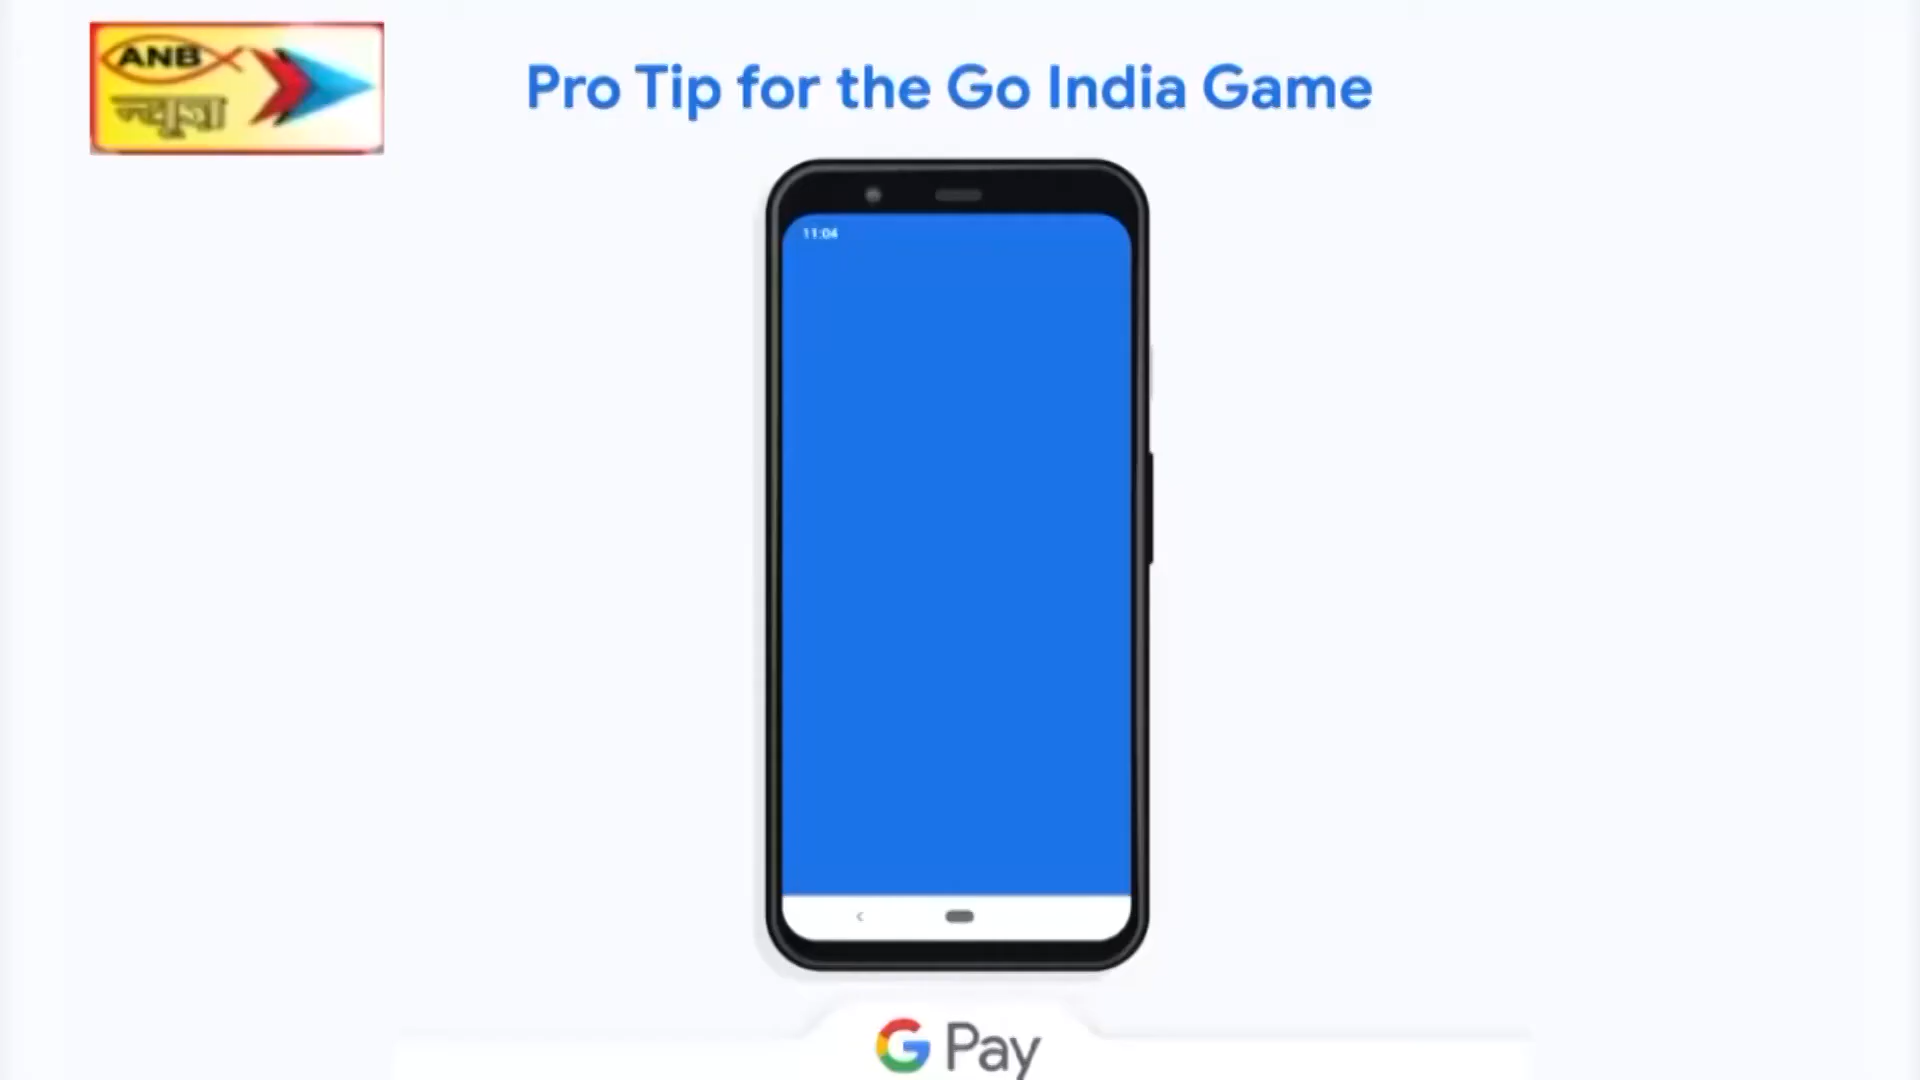 ANB
न्यूज़
Pro Tip for the Go India Game
11:04
G Pay